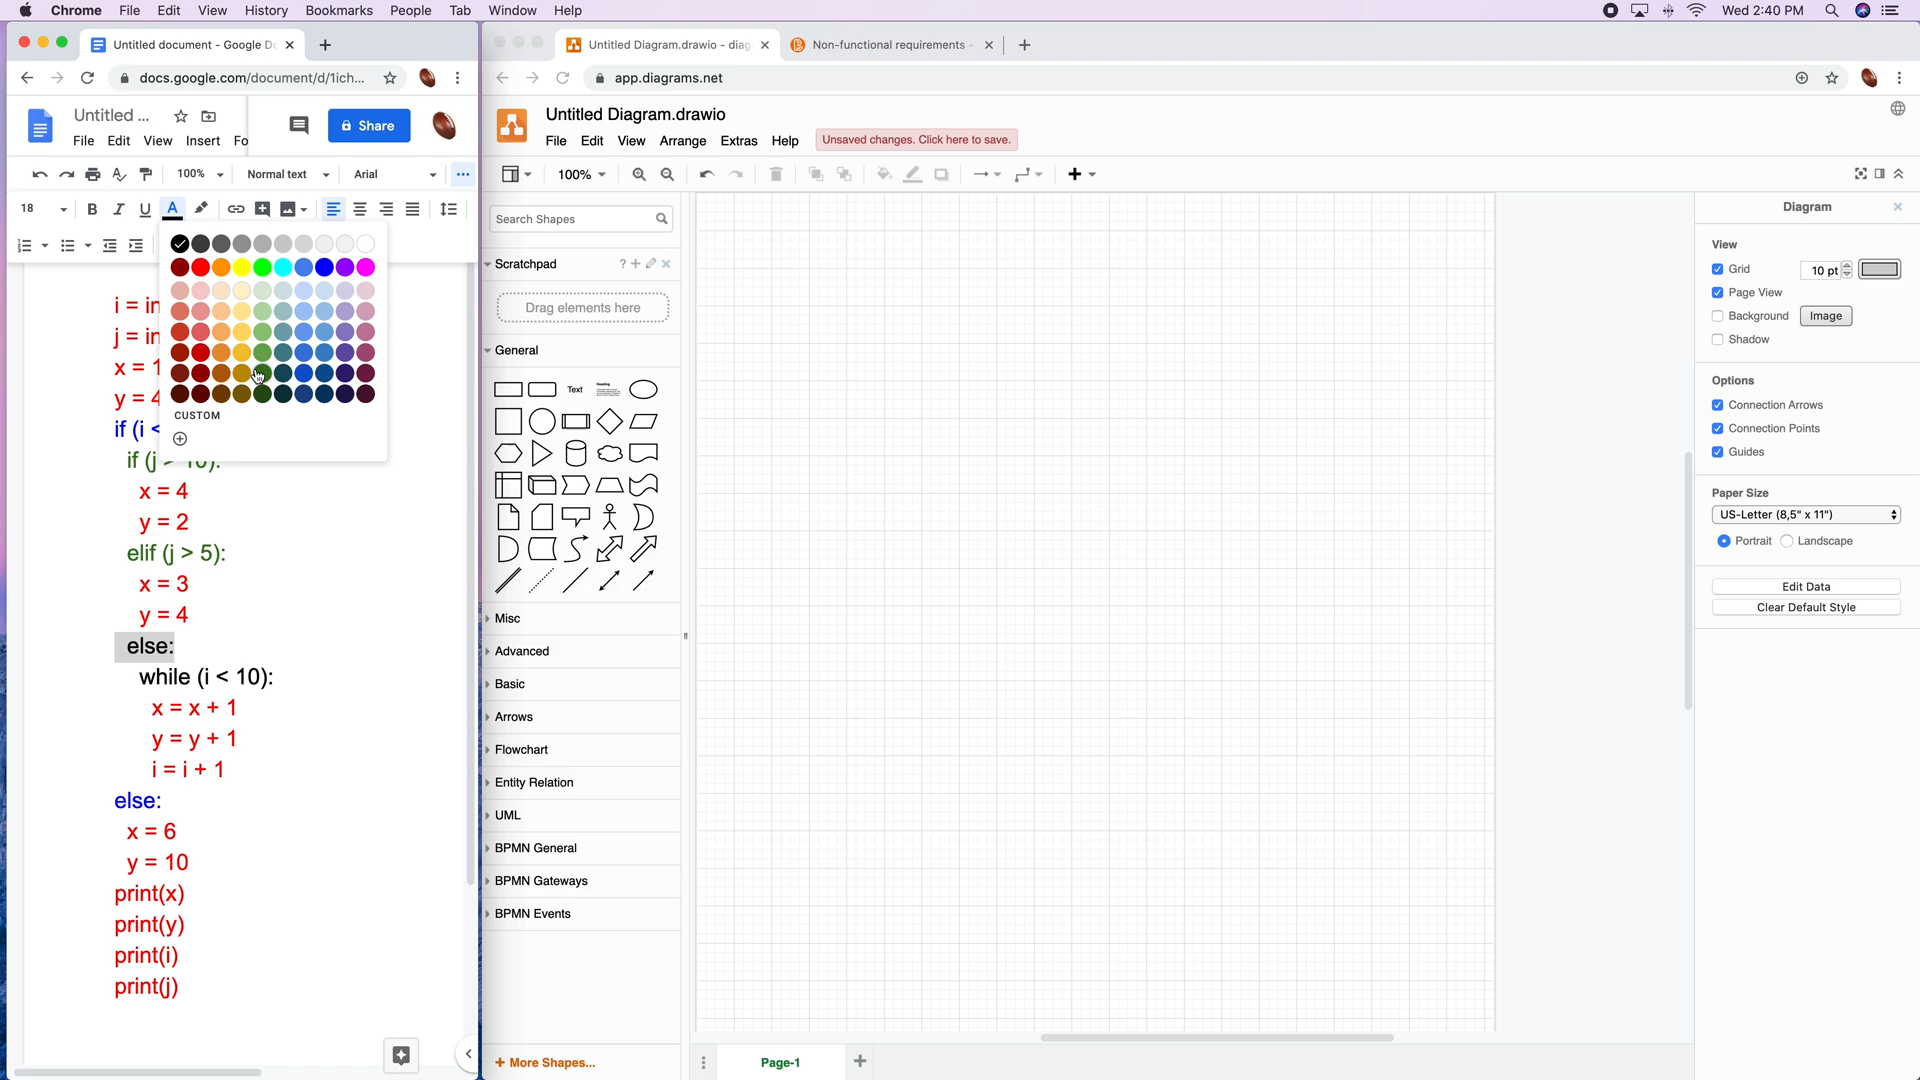 Chrome File Edit View History Bookmarks People Tab Window Help Wed 2:40 PM
Untitled document - Google D
docs.google.com/document/d/1ich...
Untitled ...
Share
File Edit View Insert Fo
100% Normal text Arial
18
CUSTOM
i = in
j = in
x = 1
y = 4
if (i <
if (j > 10):
x = 4
y = 2
elif (j > 5):
x = 3
y = 4
else:
while (i < 10):
x = x + 1
y = y + 1
i = i + 1
else:
x = 6
y = 10
print(x)
print(y)
print(i)
print(j)
Untitled Diagram.drawio - diag
Non-functional requirements -
app.diagrams.net
Untitled Diagram.drawio
File Edit View Arrange Extras Help Unsaved changes. Click here to save.
100%
Search Shapes
Scratchpad ?
Drag elements here
General
Text Heading
Misc
Advanced
Basic
Arrows
Flowchart
Entity Relation
UML
BPMN General
BPMN Gateways
BPMN Events
+ More Shapes...
Page-1
Diagram
View
Grid 10 pt
Page View
Background Image
Shadow
Options
Connection Arrows
Connection Points
Guides
Paper Size
US-Letter (8,5" x 11")
Portrait Landscape
Edit Data
Clear Default Style